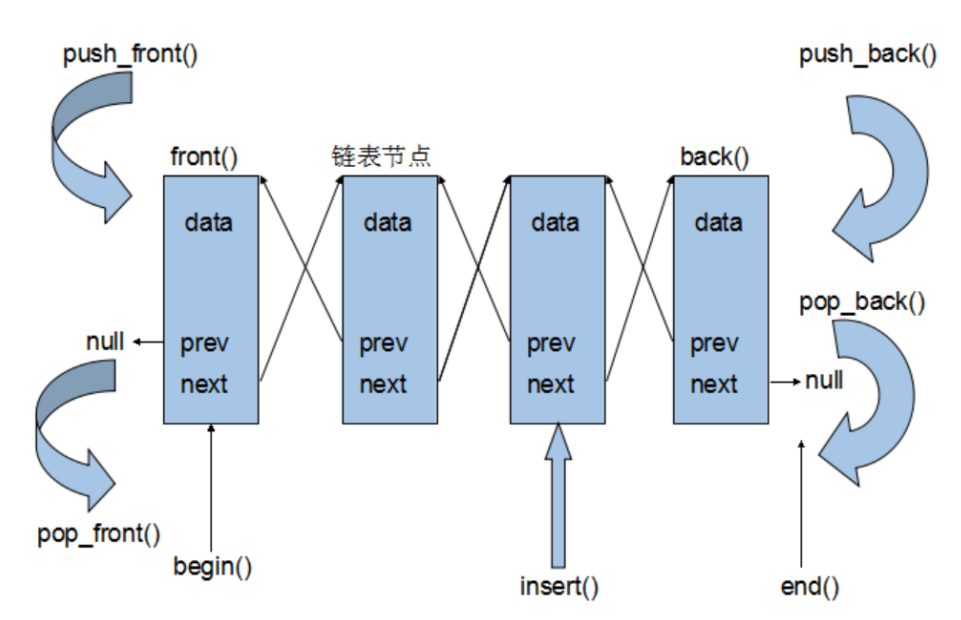 push_front()
push_back()
front()
链表节点
back()
data
data
data
data
pop_back()
null
prev
prev
prev
prev
next
next
next
next
null
pop_front()
begin()
insert()
end()